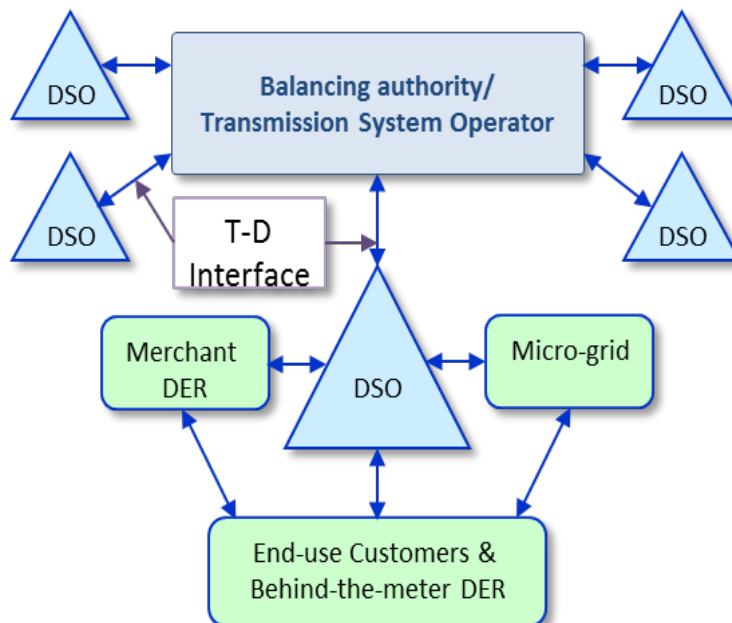 DSO
Balancing authority/
Transmission System Operator
DSO
DSO
DSO
T-D
Interface
Merchant
DER
DSO
Micro-grid
End-use Customers &
Behind-the-meter DER